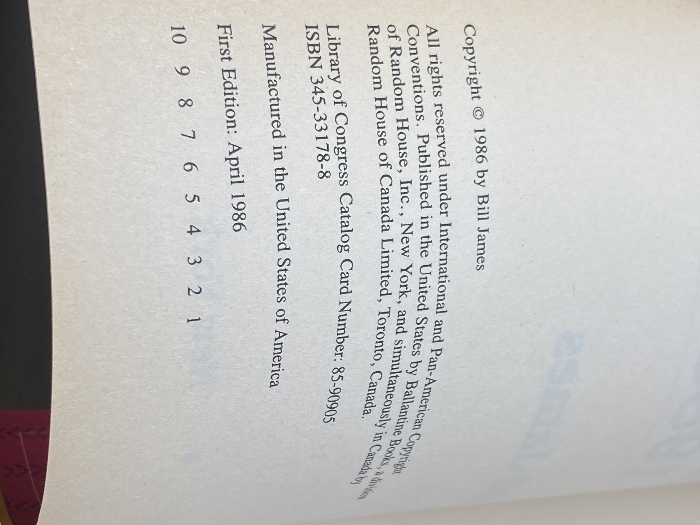 Copyright © 1986 by Bill James
All rights reserved under International and Pan-American Copyright
Conventions. Published in the United States by Ballantine Books, a division
of Random House, Inc., New York, and simultaneously in Canada by
Random House of Canada Limited, Toronto, Canada.
Library of Congress Catalog Card Number: 85-90905
ISBN 345-33178-8
Manufactured in the United States of America
First Edition: April 1986
10 9 8 7 6 5 4 3 2 1